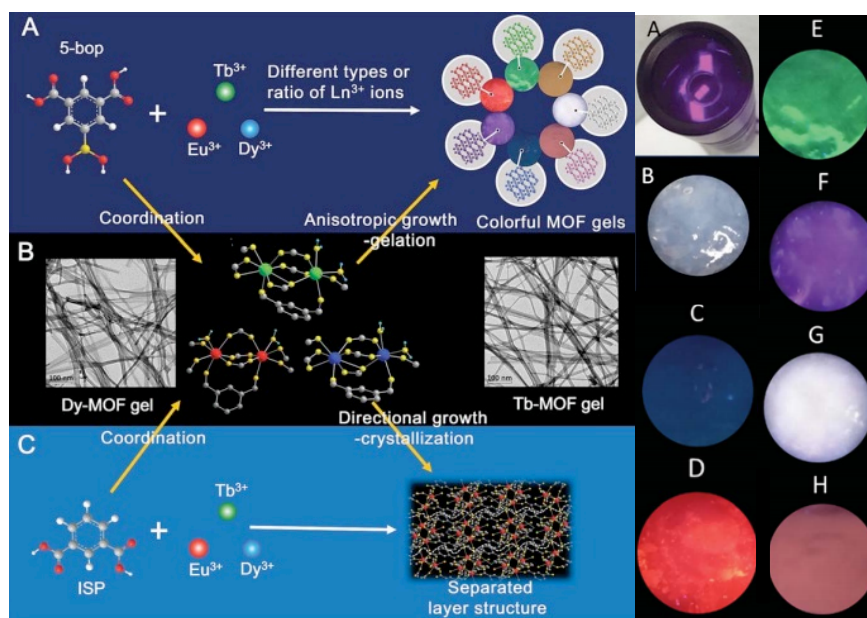 A
5-bop
Tb3+
Eu3+
Dy3+
Different types or
ratio of Ln3+ ions
Coordination
Anisotropic growth
-gelation
Colorful MOF gels
B
100 nm
Dy-MOF gel
100 nm
Tb-MOF gel
Coordination
Directional growth
-crystallization
C
ISP
Tb3+
Eu3+
Dy3+
Separated
layer structure
A
E
B
F
C
G
D
H